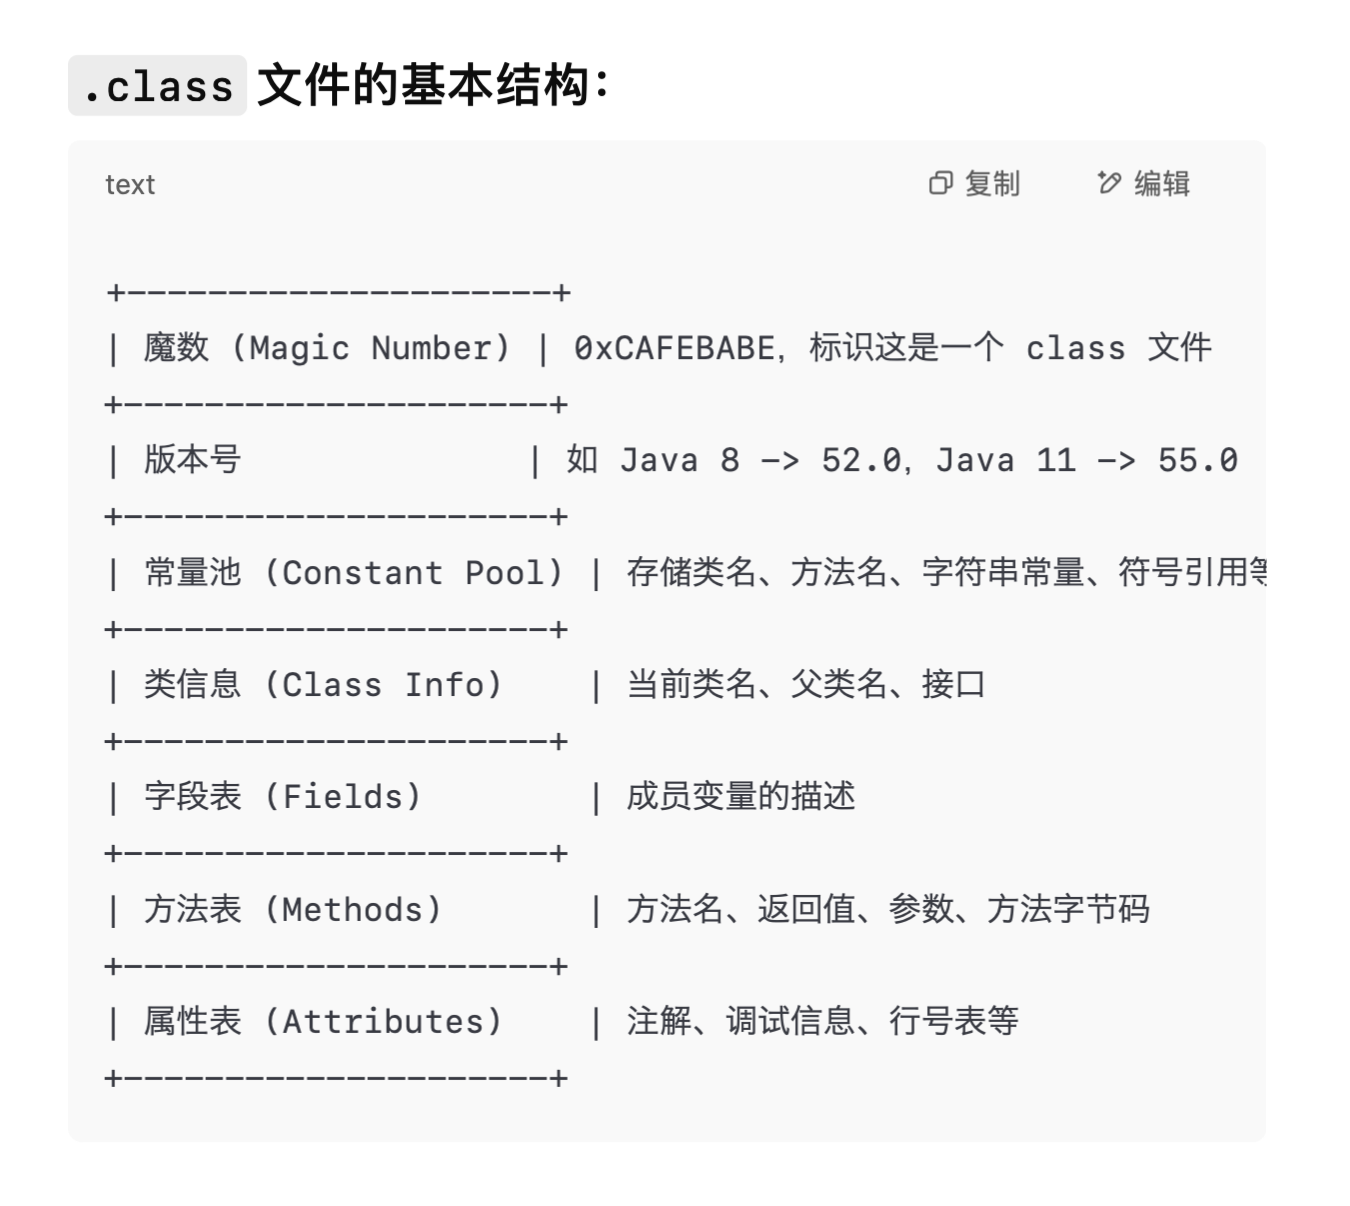 .class 文件的基本结构：
text 复制 编辑
+---------------------+
| 魔数 (Magic Number) | 0xCAFEBABE，标识这是一个 class 文件
+---------------------+
| 版本号 | 如 Java 8 -> 52.0，Java 11 -> 55.0
+---------------------+
| 常量池 (Constant Pool) | 存储类名、方法名、字符串常量、符号引用等
+---------------------+
| 类信息 (Class Info) | 当前类名、父类名、接口
+---------------------+
| 字段表 (Fields) | 成员变量的描述
+---------------------+
| 方法表 (Methods) | 方法名、返回值、参数、方法字节码
+---------------------+
| 属性表 (Attributes) | 注解、调试信息、行号表等
+---------------------+